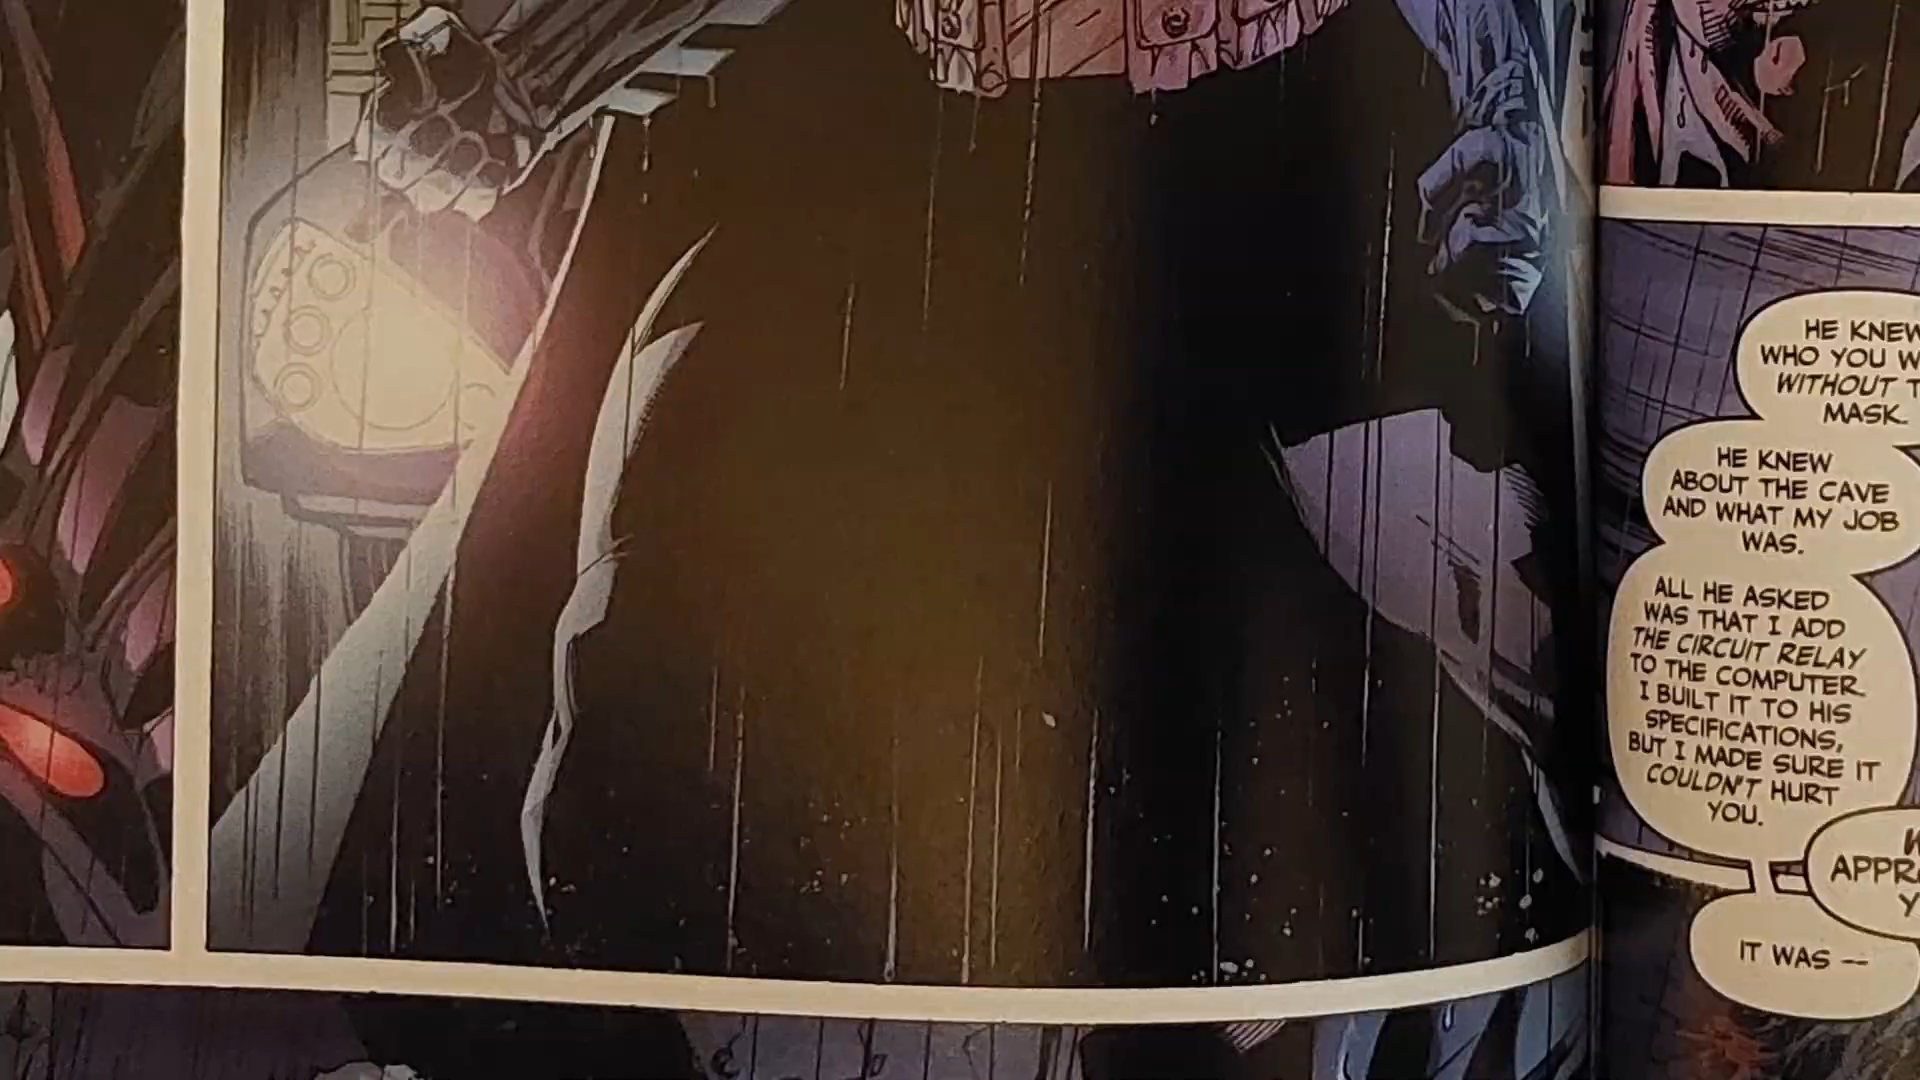 HE KNEW
WHO YOU
WITHOUT
MASK.
HE KNEW
ABOUT THE CAVE
AND WHAT MY JOB
WAS.
ALL HE ASKED
WAS THAT I ADD
THE CIRCUIT RELAY
TO THE COMPUTER.
I BUILT IT TO HIS
SPECIFICATIONS,
BUT I MADE SURE IT
COULDN'T HURT
YOU.
IT WAS --